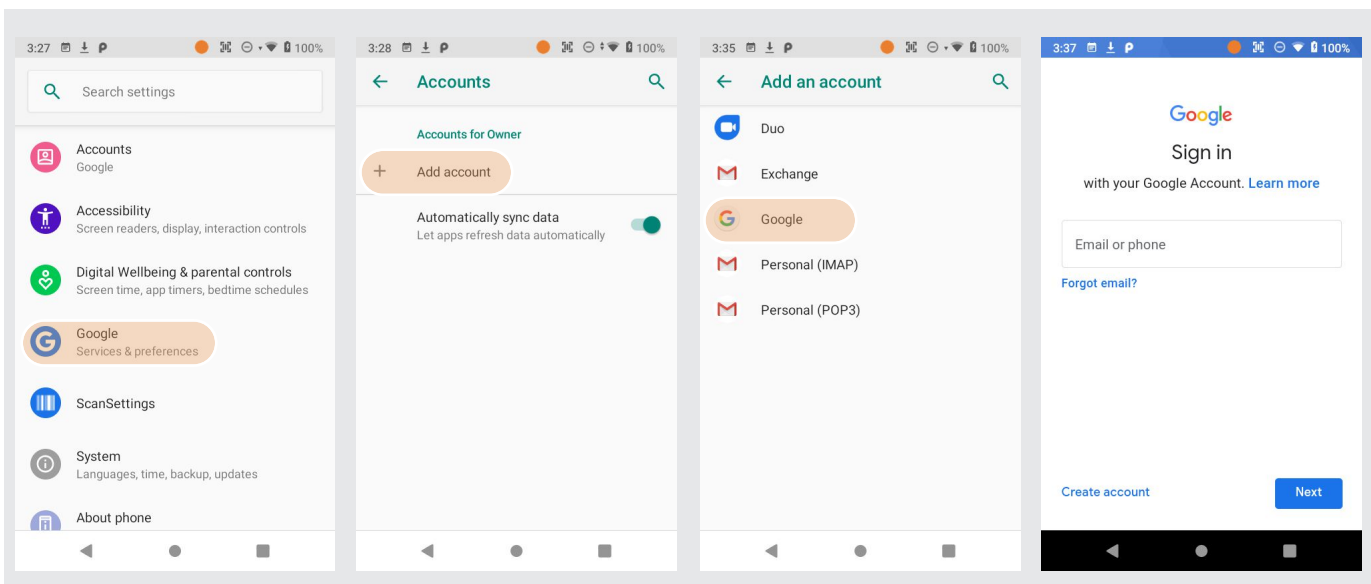 3:27 100%
Search settings
Accounts
Google
Accessibility
Screen readers, display, interaction controls
Digital Wellbeing & parental controls
Screen time, app timers, bedtime schedules
Google
Services & preferences
ScanSettings
System
Languages, time, backup, updates
About phone
3:28 100%
Accounts
Accounts for Owner
Add account
Automatically sync data
Let apps refresh data automatically
3:35 100%
Add an account
Duo
Exchange
Google
Personal (IMAP)
Personal (POP3)
3:37 100%
Google
Sign in
with your Google Account. Learn more
Email or phone
Forgot email?
Create account Next